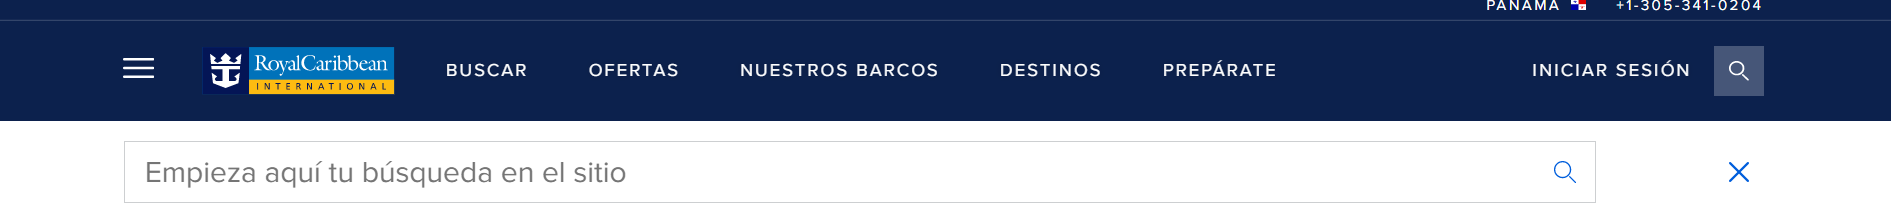 PANAMA +1-305-341-0204
RoyalCaribbean
INTERNATIONAL
BUSCAR OFERTAS NUESTROS BARCOS DESTINOS PREPÁRATE INICIAR SESIÓN
Empieza aquí tu búsqueda en el sitio